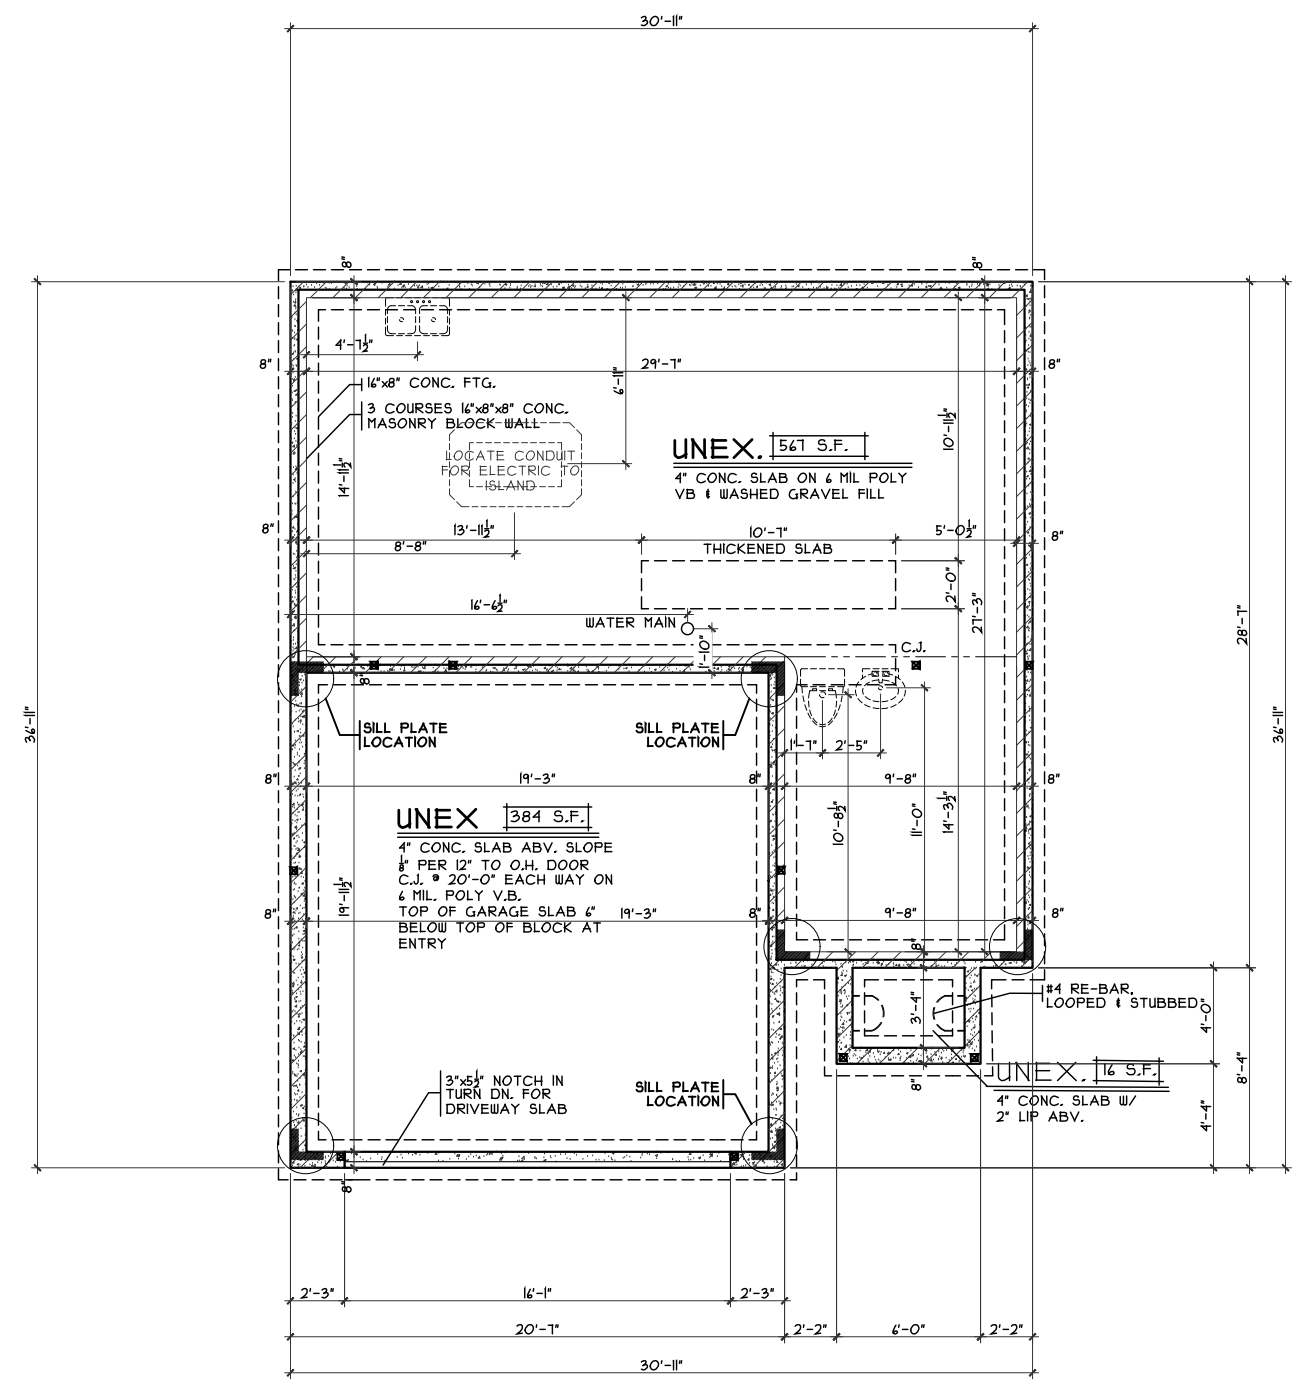 30'-11"
8"
8"
4'-7½"
8"
29'-7"
8"
16"x8" CONC. FTG.
6'-11"
3 COURSES 16"x8"x8" CONC.
MASONRY BLOCK WALL
10'-11½"
UNEX. 567 S.F.
4" CONC. SLAB ON 6 MIL POLY
VB & WASHED GRAVEL FILL
LOCATE CONDUIT
FOR ELECTRIC TO
ISLAND
14'-11½"
8"
13'-11½"
10'-7"
5'-0½"
8"
8'-8"
THICKENED SLAB
2'-0"
16'-6½"
27'-3"
WATER MAIN
1'-10"
C.J.
28'-7"
36'-11"
36'-11"
8"
SILL PLATE
LOCATION
SILL PLATE
LOCATION
1'-7"
2'-5"
8"
19'-3"
8"
9'-8"
8"
UNEX 384 S.F.
4" CONC. SLAB ABV. SLOPE
⅛" PER 12" TO O.H. DOOR
C.J. @ 20'-0" EACH WAY ON
6 MIL. POLY V.B.
TOP OF GARAGE SLAB 6"
BELOW TOP OF BLOCK AT
ENTRY
10'-8½"
11'-0"
14'-3½"
19'-11½"
8"
19'-3"
8"
9'-8"
8"
8"
#4 RE-BAR.
LOOPED & STUBBED
3'-4"
4'-0"
8'-4"
8"
UNEX. 16 S.F.
4" CONC. SLAB W/
2" LIP ABV.
4'-4"
3"x5½" NOTCH IN
TURN DN. FOR
DRIVEWAY SLAB
SILL PLATE
LOCATION
8"
2'-3"
16'-1"
2'-3"
20'-7"
2'-2"
6'-0"
2'-2"
30'-11"